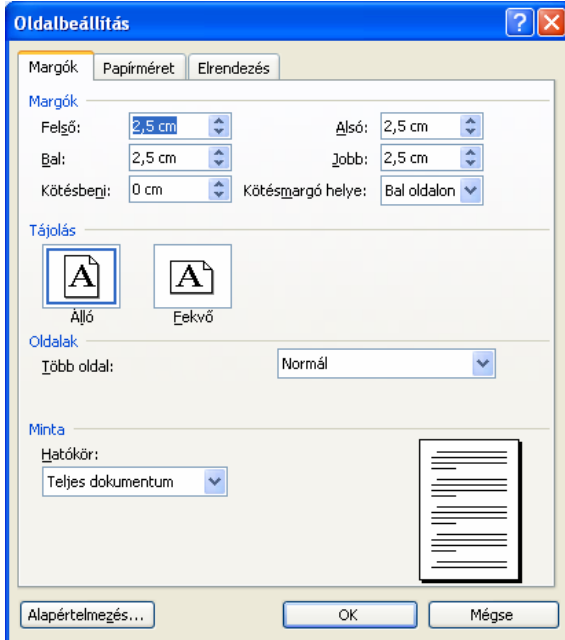 Oldalbeállítás
Margók Papírméret Elrendezés
Margók
Felső: 2,5 cm Alsó: 2,5 cm
Bal: 2,5 cm Jobb: 2,5 cm
Kötésbeni: 0 cm Kötésmargó helye: Bal oldalon
Tájolás
A A
Álló Fekvő
Oldalak
Több oldal: Normál
Minta
Hatókör:
Teljes dokumentum
Alapértelmezés... OK Mégse